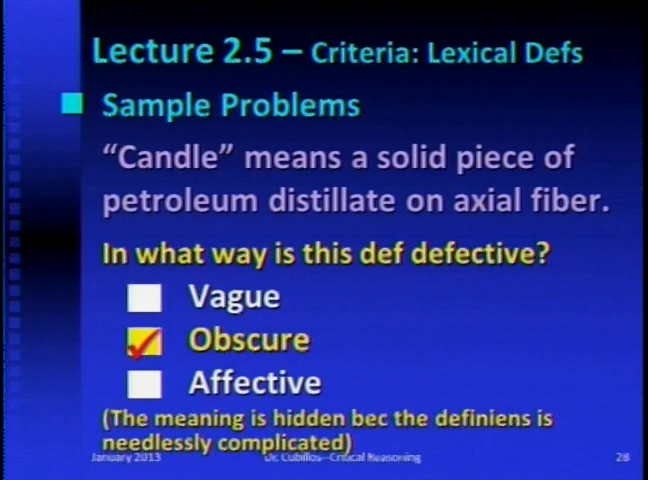 Lecture 2.5 – Criteria: Lexical Defs
Sample Problems
“Candle” means a solid piece of
petroleum distillate on axial fiber.
In what way is this def defective?
Vague
Obscure
Affective
(The meaning is hidden bec the definiens is
needlessly complicated)
January 2013 Dr. Cubillos--Critical Reasoning 28